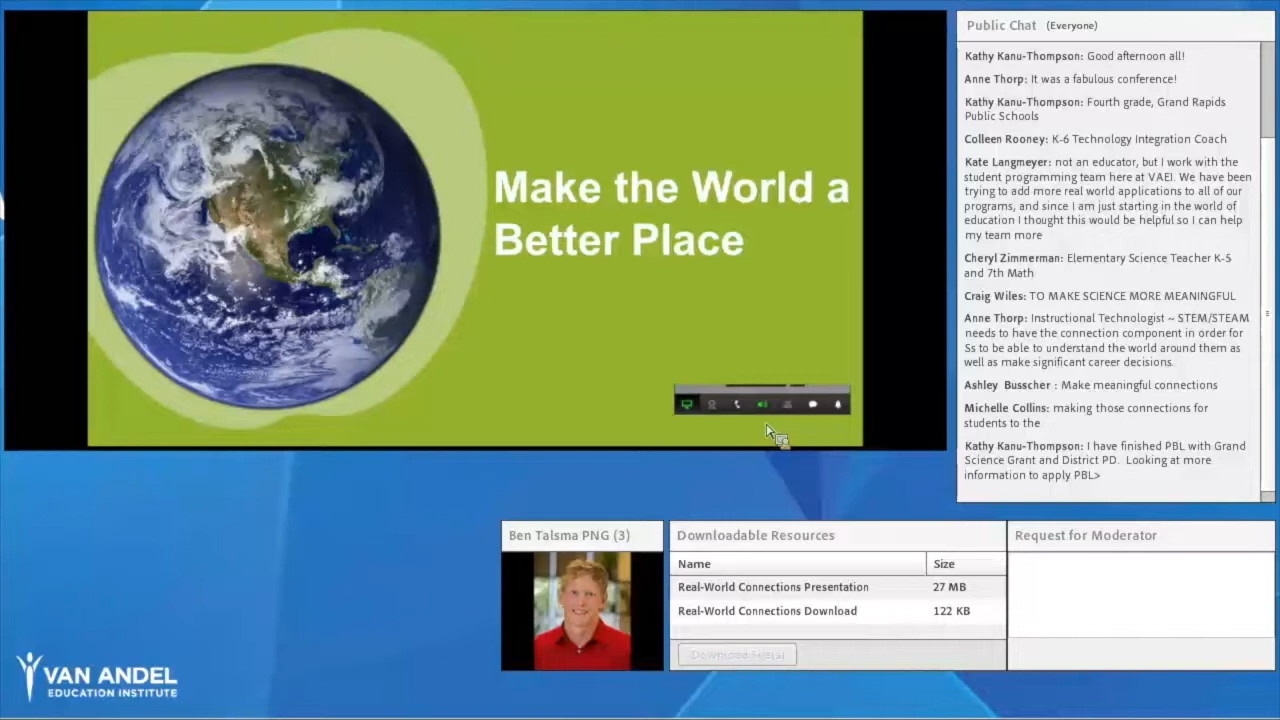 Make the World a
Better Place
Public Chat (Everyone)
Kathy Kanu-Thompson: Good afternoon all!
Anne Thorp: It was a fabulous conference!
Kathy Kanu-Thompson: Fourth grade, Grand Rapids
Public Schools
Colleen Rooney: K-6 Technology Integration Coach
Kate Langmeyer: not an educator, but I work with the
student programming team here at VAEI. We have been
trying to add more real world applications to all of our
programs, and since I am just starting in the world of
education I thought this would be helpful so I can help
my team more
Cheryl Zimmerman: Elementary Science Teacher K-5
and 7th Math
Craig Wiles: TO MAKE SCIENCE MORE MEANINGFUL
Anne Thorp: Instructional Technologist ~ STEM/STEAM
needs to have the connection component in order for
Ss to be able to understand the world around them as
well as make significant career decisions.
Ashley Busscher : Make meaningful connections
Michelle Collins: making those connections for
students to the
Kathy Kanu-Thompson: I have finished PBL with Grand
Science Grant and District PD. Looking at more
information to apply PBL>
Ben Talsma PNG (3)
Downloadable Resources
Name Size
Real-World Connections Presentation 27 MB
Real-World Connections Download 122 KB
Download File(s)
Request for Moderator
VAN ANDEL
EDUCATION INSTITUTE